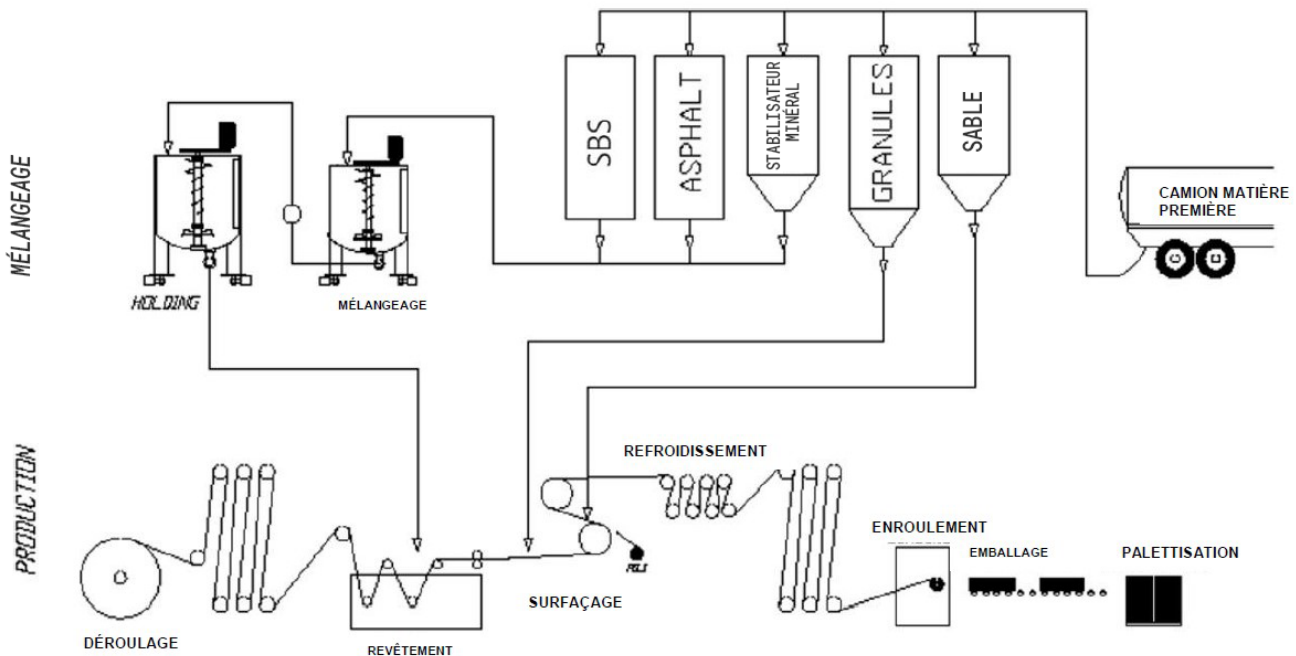 MÉLANGEAGE
SBS
ASPHALT
STABILISATEUR
MINÉRAL
GRANULES
SABLE
CAMION MATIÈRE
PREMIÈRE
HOLDING
MÉLANGEAGE
PRODUCTION
DÉROULAGE
REVÊTEMENT
SURFAÇAGE
REFROIDISSEMENT
ENROULEMENT
EMBALLAGE
PALETTISATION